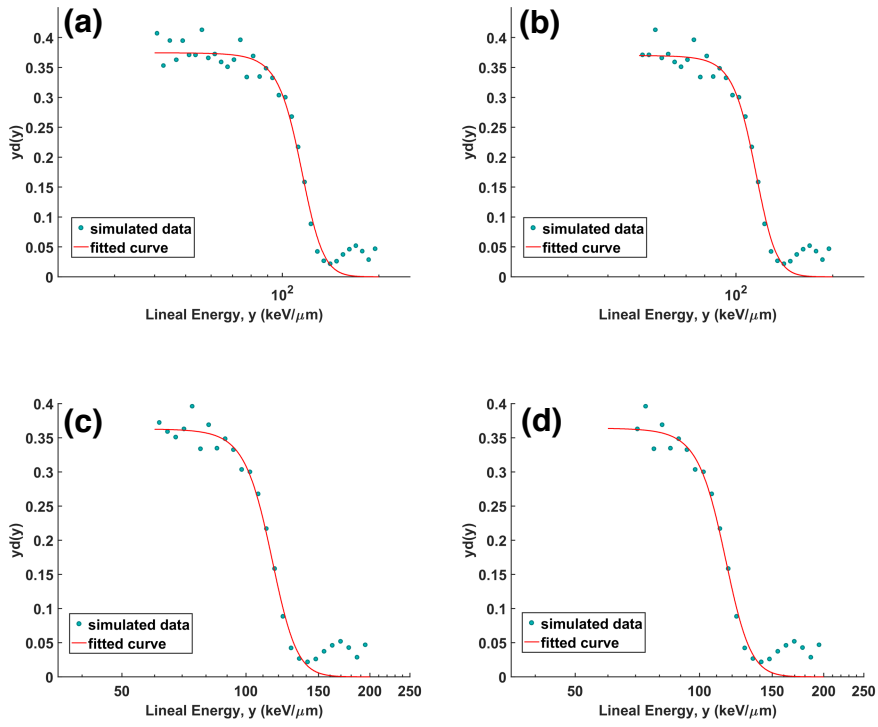 (a)
0.4
0.35
0.3
0.25
0.2
0.15
0.1
0.05
0
yd(y)
simulated data
fitted curve
10²
Lineal Energy, y (keV/μm)
(b)
0.4
0.35
0.3
0.25
0.2
0.15
0.1
0.05
0
yd(y)
simulated data
fitted curve
10²
Lineal Energy, y (keV/μm)
(c)
0.4
0.35
0.3
0.25
0.2
0.15
0.1
0.05
0
yd(y)
simulated data
fitted curve
50 100 150 200 250
Lineal Energy, y (keV/μm)
(d)
0.4
0.35
0.3
0.25
0.2
0.15
0.1
0.05
0
yd(y)
simulated data
fitted curve
50 100 150 200 250
Lineal Energy, y (keV/μm)